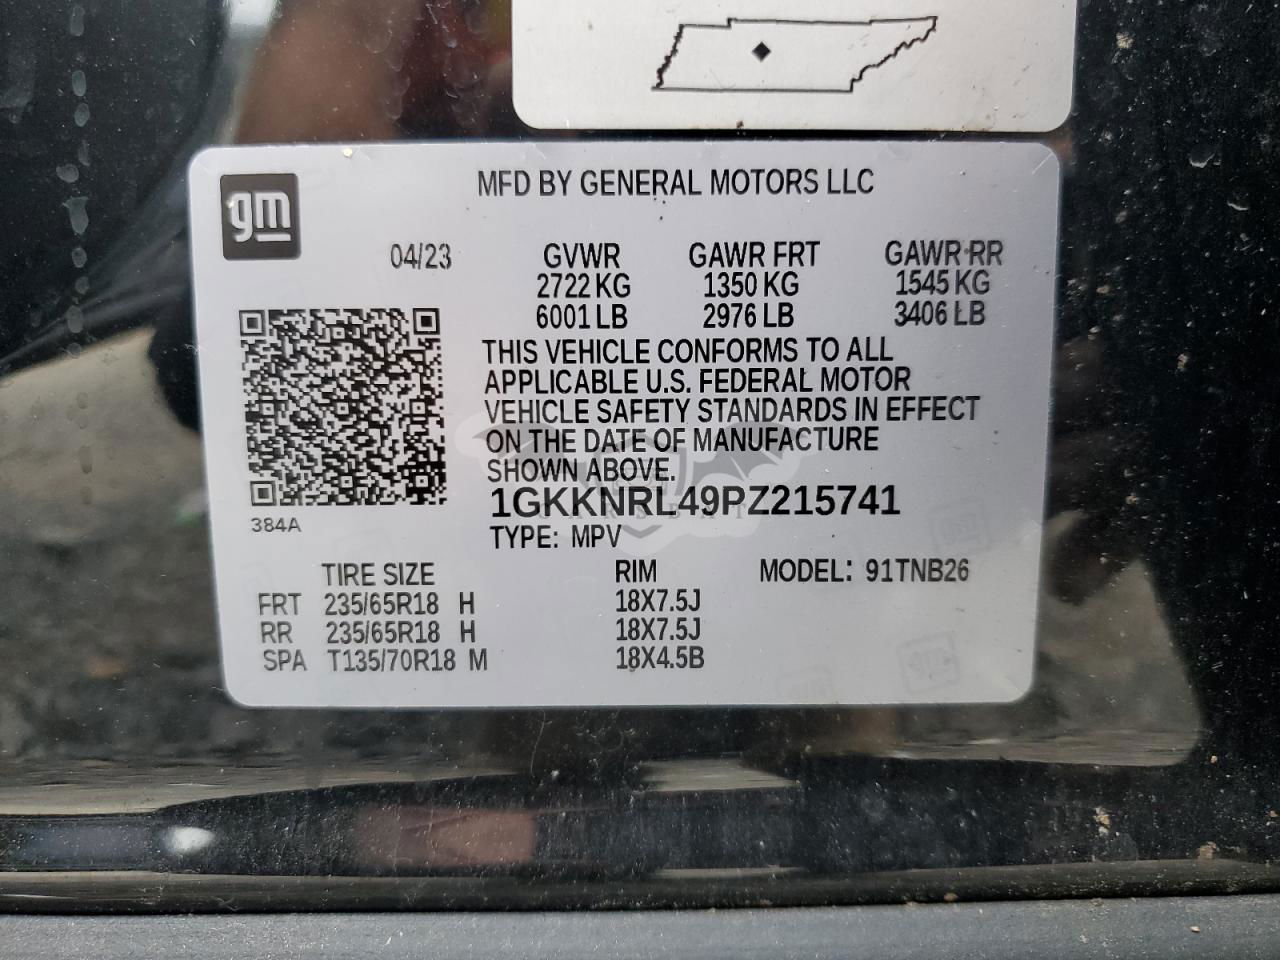 gm
MFD BY GENERAL MOTORS LLC
04/23
GVWR GAWR FRT GAWR RR
2722 KG 1350 KG 1545 KG
6001 LB 2976 LB 3406 LB
THIS VEHICLE CONFORMS TO ALL
APPLICABLE U.S. FEDERAL MOTOR
VEHICLE SAFETY STANDARDS IN EFFECT
ON THE DATE OF MANUFACTURE
SHOWN ABOVE.
1GKKNRL49PZ215741
384A
TYPE: MPV
TIRE SIZE RIM MODEL: 91TNB26
FRT 235/65R18 H 18X7.5J
RR 235/65R18 H 18X7.5J
SPA T135/70R18 M 18X4.5B